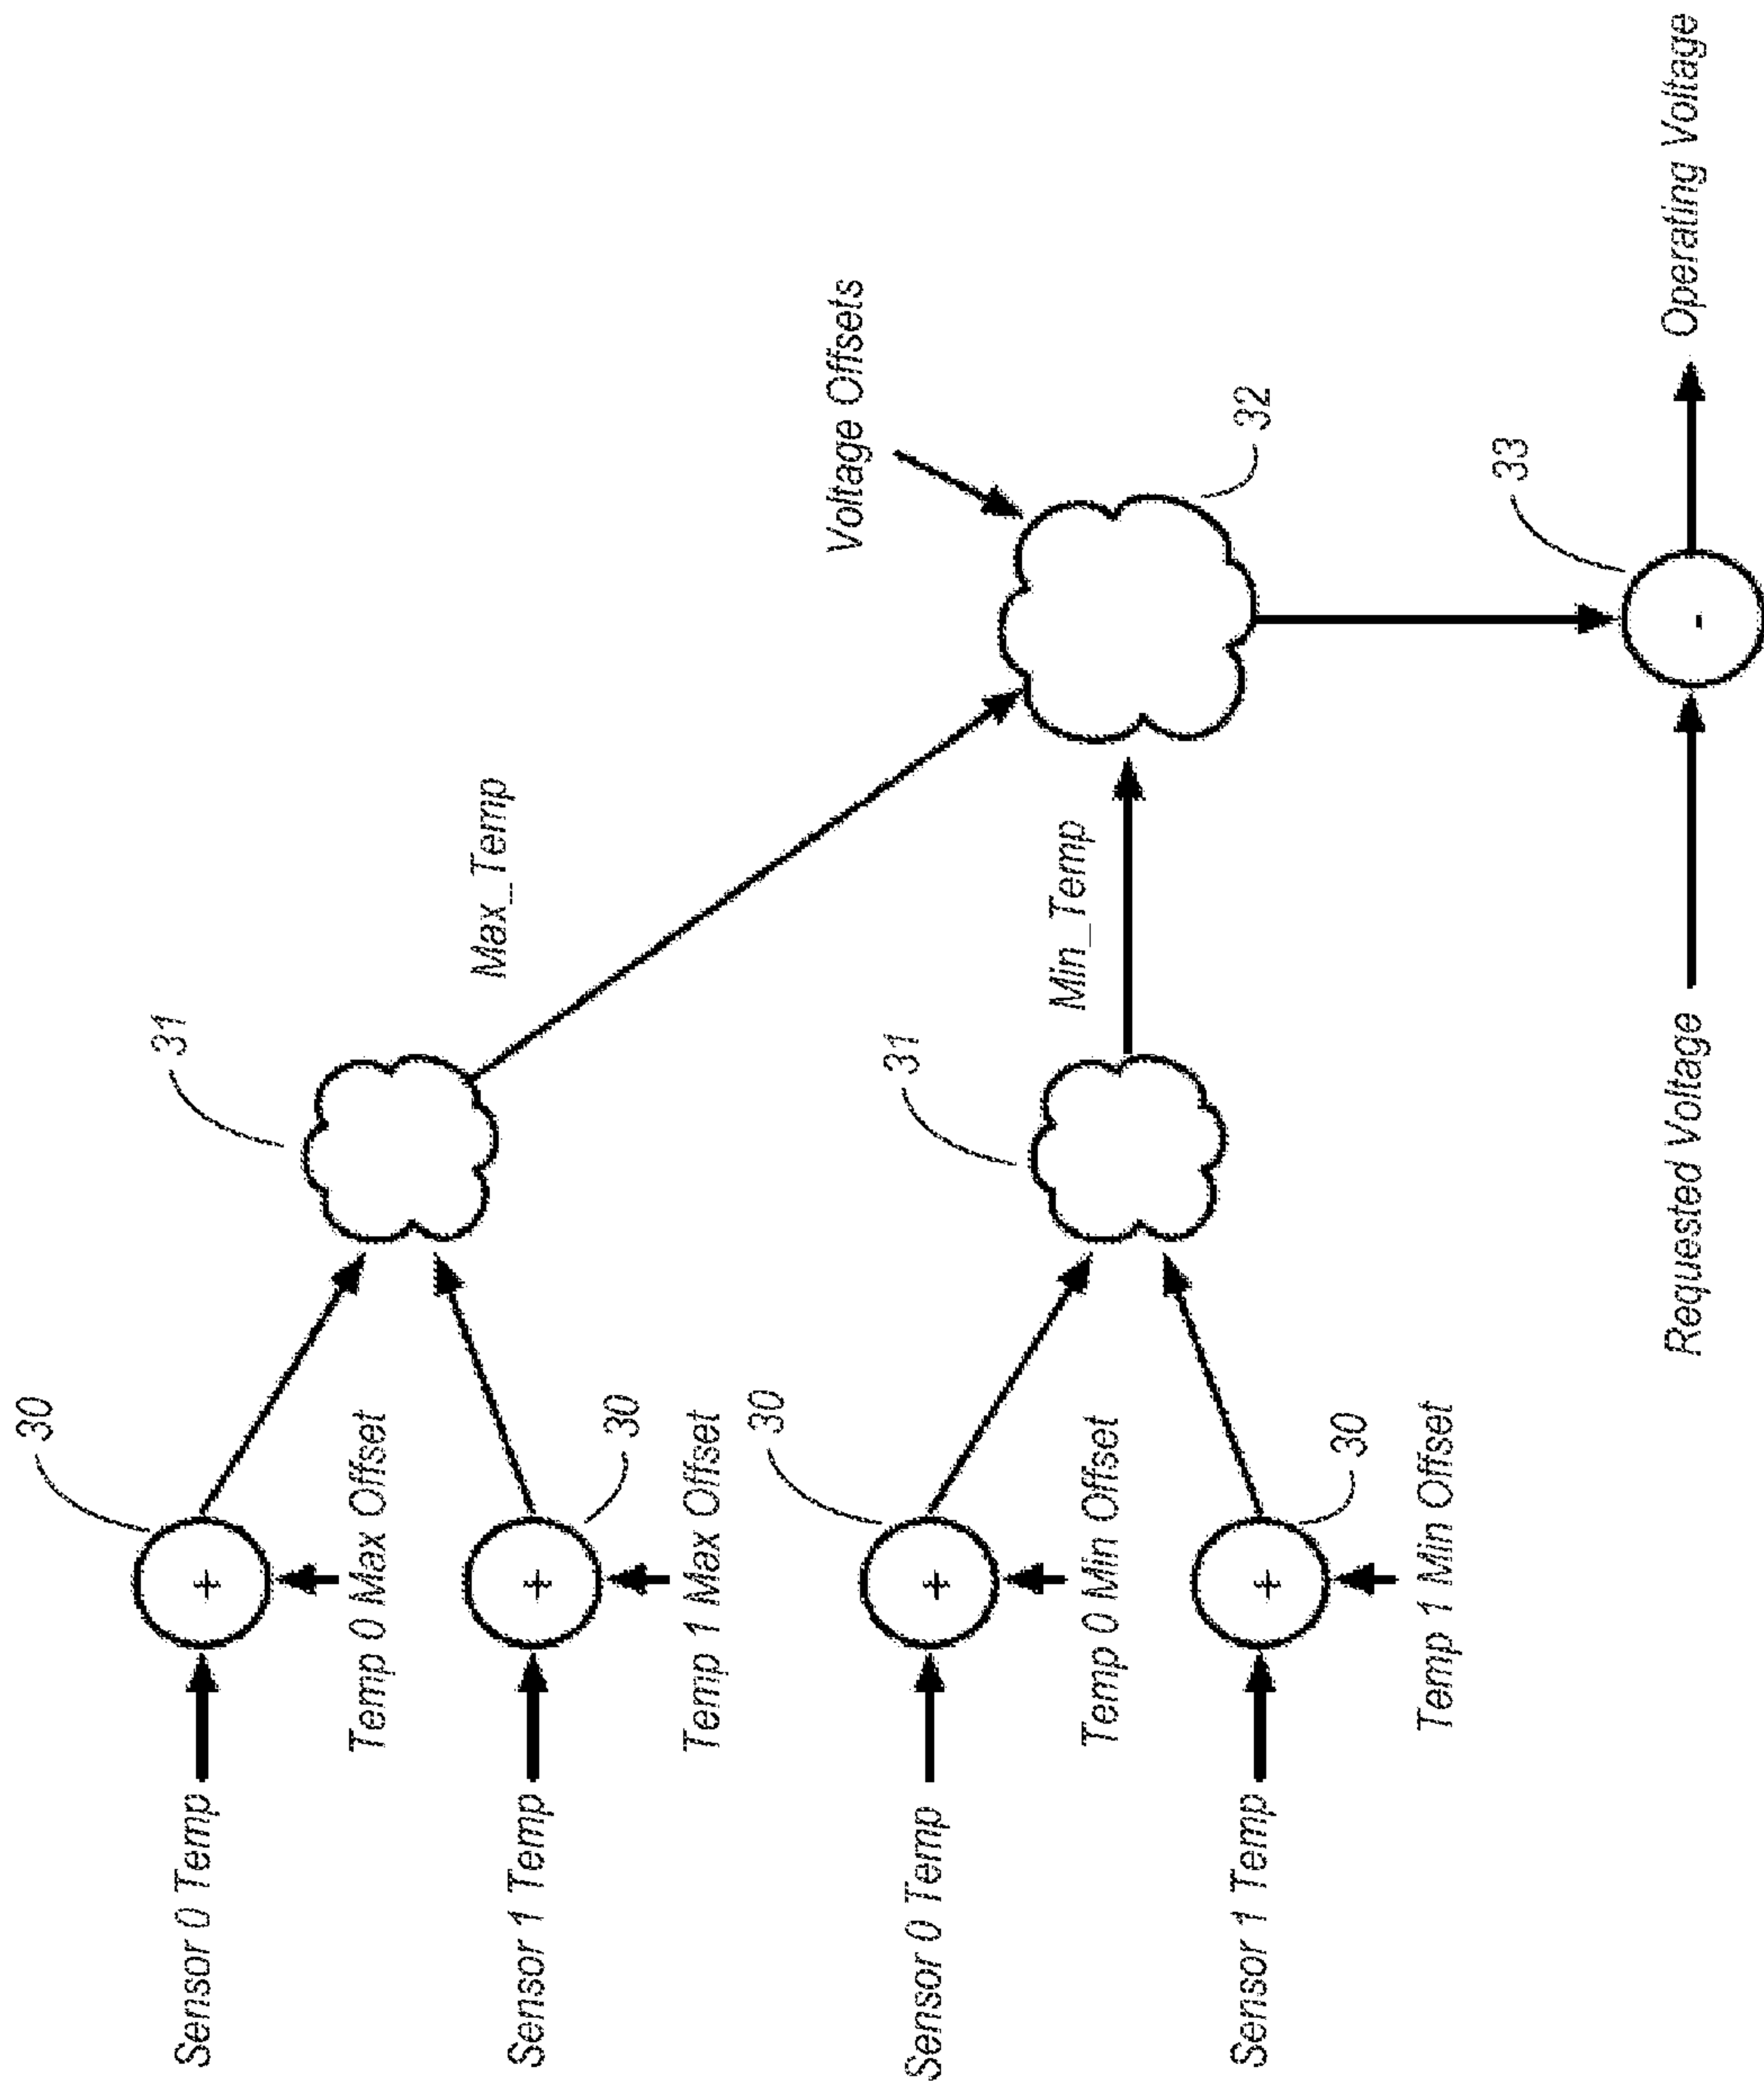 Sensor 0 Temp
+
30
Temp 0 Max Offset
Sensor 1 Temp
+
30
Temp 1 Max Offset
31
Max_Temp
Sensor 0 Temp
+
30
Temp 0 Min Offset
Sensor 1 Temp
+
30
Temp 1 Min Offset
31
Min_Temp
Voltage Offsets
32
Requested Voltage
-
33
Operating Voltage